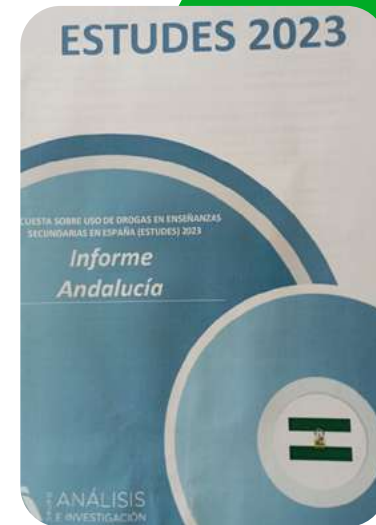 ESTUDES 2023
CUESTA SOBRE USO DE DROGAS EN ENSEÑANZAS
SECUNDARIAS EN ESPAÑA (ESTUDES) 2023
Informe
Andalucía
ANÁLISIS
E INVESTIGACIÓN